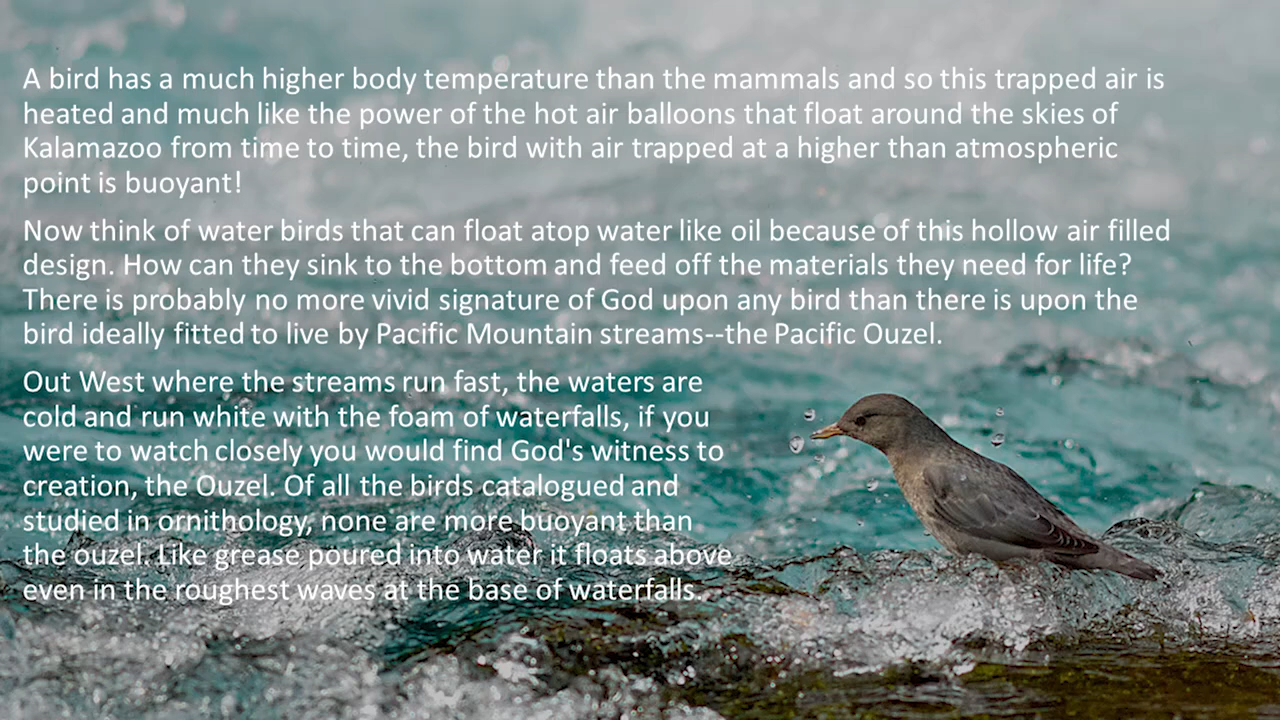 A bird has a much higher body temperature than the mammals and so this trapped air is
heated and much like the power of the hot air balloons that float around the skies of
Kalamazoo from time to time, the bird with air trapped at a higher than atmospheric
point is buoyant!
Now think of water birds that can float atop water like oil because of this hollow air filled
design. How can they sink to the bottom and feed off the materials they need for life?
There is probably no more vivid signature of God upon any bird than there is upon the
bird ideally fitted to live by Pacific Mountain streams--the Pacific Ouzel.
Out West where the streams run fast, the waters are
cold and run white with the foam of waterfalls, if you
were to watch closely you would find God's witness to
creation, the Ouzel. Of all the birds catalogued and
studied in ornithology, none are more buoyant than
the ouzel. Like grease poured into water it floats above
even in the roughest waves at the base of waterfalls.